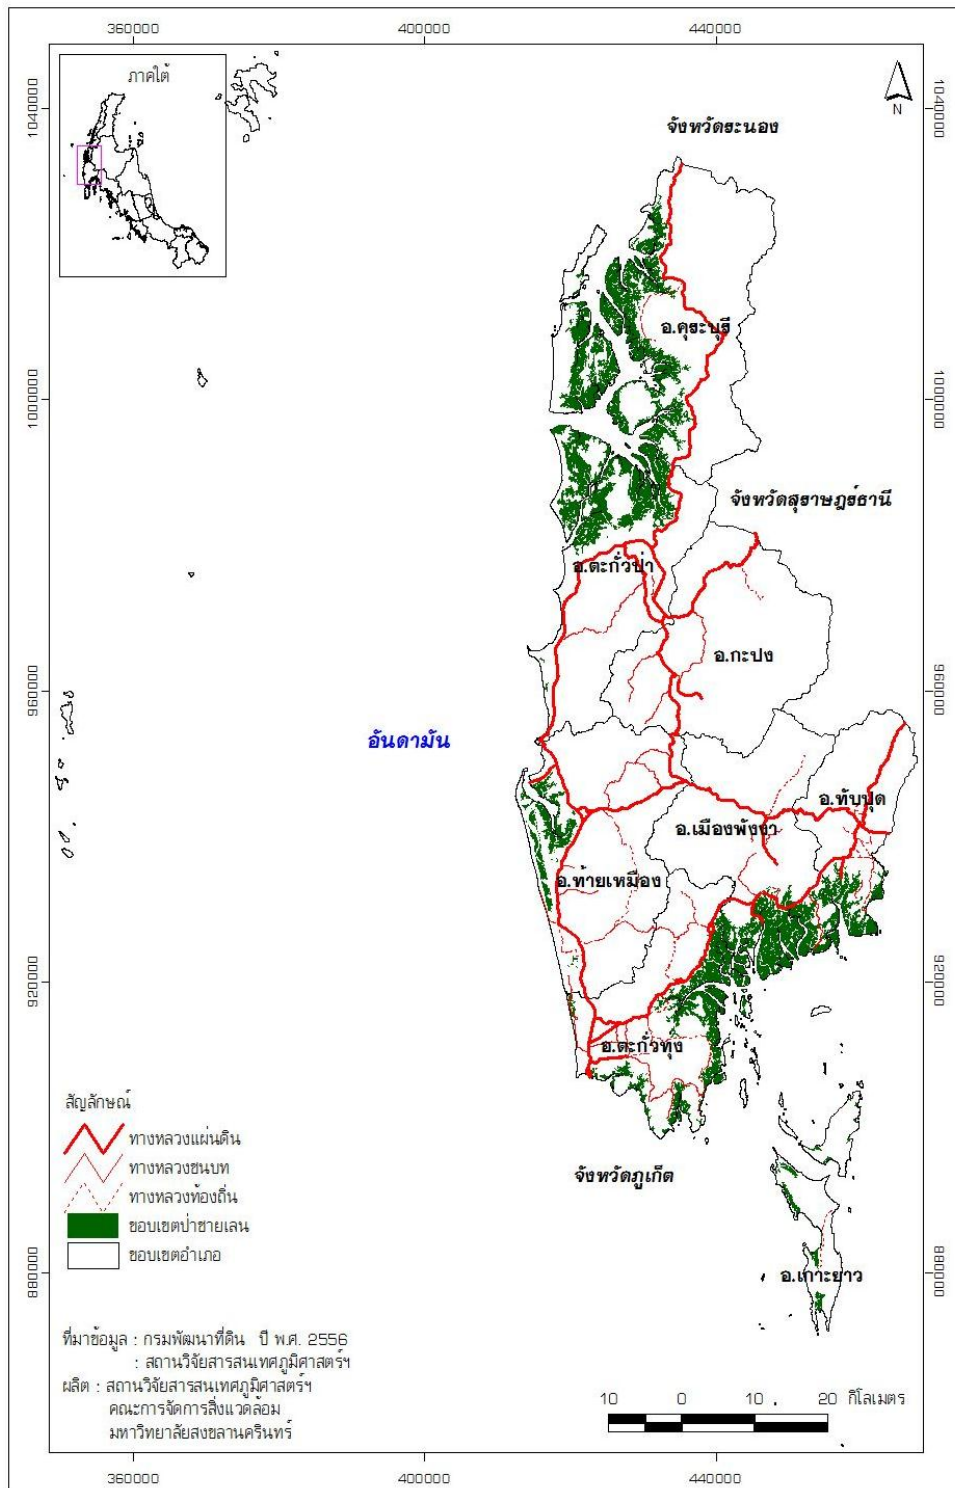 360000
400000
440000
ภาคใต้
1040000
1040000
N
จังหวัดระนอง
อ.คุระบุรี
1000000
1000000
จังหวัดสุราษฎร์ธานี
อ.ตะกั่วป่า
อ.กะปง
960000
960000
อันดามัน
อ.ทับปุด
อ.เมืองพังงา
อ.ท้ายเหมือง
920000
920000
อ.ตะกั่วทุ่ง
สัญลักษณ์
ทางหลวงแผ่นดิน
ทางหลวงชนบท
ทางหลวงท้องถิ่น
ขอบเขตป่าชายเลน
ขอบเขตอำเภอ
จังหวัดภูเก็ต
880000
880000
อ.เกาะยาว
ที่มาข้อมูล : กรมพัฒนาที่ดิน ปี พ.ศ. 2556
: สถานวิจัยสารสนเทศภูมิศาสตร์ฯ
ผลิต : สถานวิจัยสารสนเทศภูมิศาสตร์ฯ
คณะการจัดการสิ่งแวดล้อม
มหาวิทยาลัยสงขลานครินทร์
10 0 10 20 กิโลเมตร
360000
400000
440000